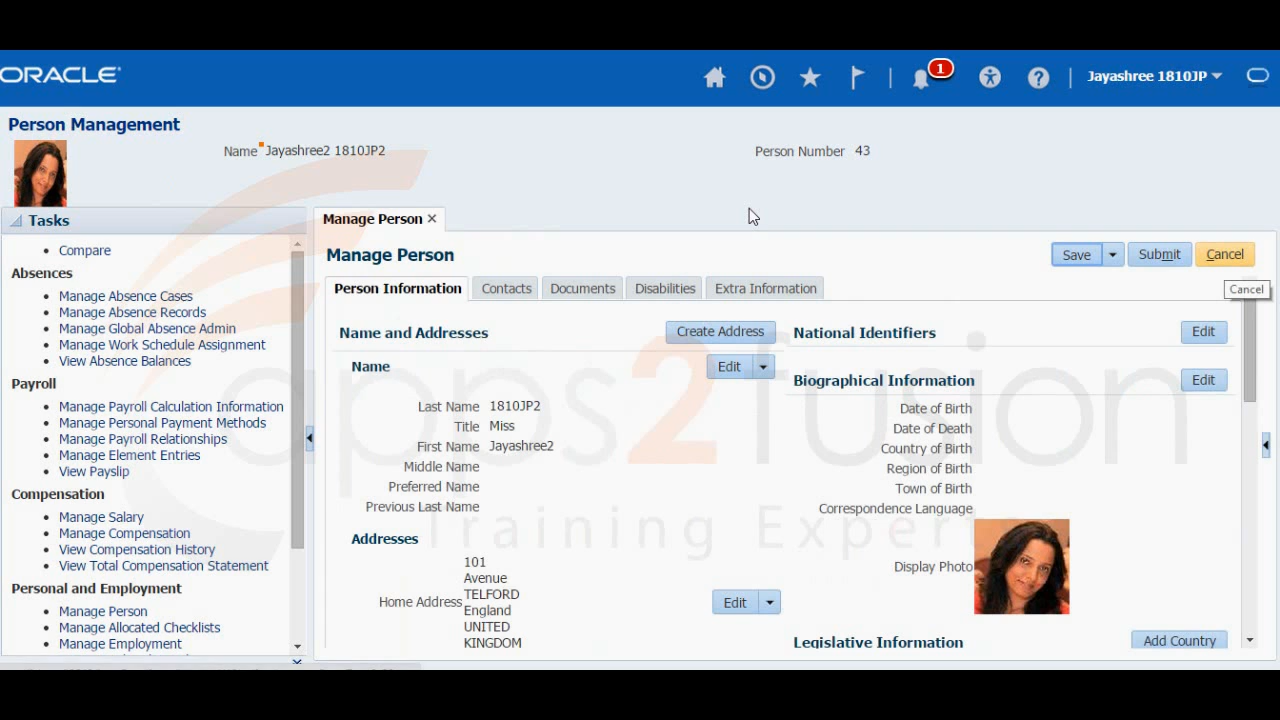 ORACLE
1
Jayashree 1810JP
Person Management
Name Jayashree2 1810JP2
Person Number 43
Tasks
Compare
Absences
Manage Absence Cases
Manage Absence Records
Manage Global Absence Admin
Manage Work Schedule Assignment
View Absence Balances
Payroll
Manage Payroll Calculation Information
Manage Personal Payment Methods
Manage Payroll Relationships
Manage Element Entries
View Payslip
Compensation
Manage Salary
Manage Compensation
View Compensation History
View Total Compensation Statement
Personal and Employment
Manage Person
Manage Allocated Checklists
Manage Employment
Manage Person
Manage Person
Save Submit Cancel
Cancel
Person Information Contacts Documents Disabilities Extra Information
Name and Addresses Create Address
Name Edit
Last Name 1810JP2
Title Miss
First Name Jayashree2
Middle Name
Preferred Name
Previous Last Name
Addresses
Home Address
101
Avenue
TELFORD
England
UNITED
KINGDOM
Edit
National Identifiers Edit
Biographical Information Edit
Date of Birth
Date of Death
Country of Birth
Region of Birth
Town of Birth
Correspondence Language
Display Photo
Legislative Information Add Country
apps2fusion
Training Expert